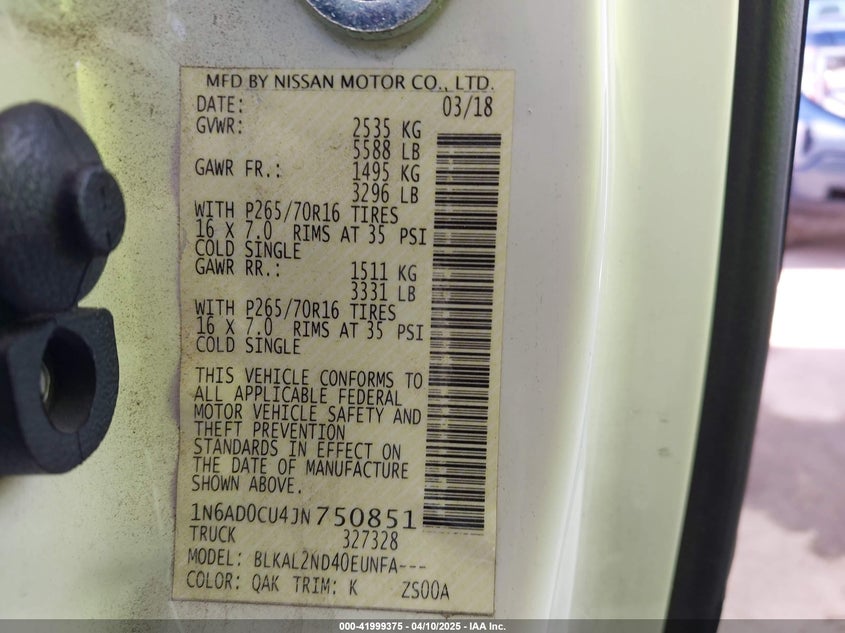 MFD BY NISSAN MOTOR CO., LTD.
DATE: 03/18
GVWR: 2535 KG
5588 LB
GAWR FR.: 1495 KG
3296 LB
WITH P265/70R16 TIRES
16 X 7.0 RIMS AT 35 PSI
COLD SINGLE
GAWR RR.: 1511 KG
3331 LB
WITH P265/70R16 TIRES
16 X 7.0 RIMS AT 35 PSI
COLD SINGLE
THIS VEHICLE CONFORMS TO
ALL APPLICABLE FEDERAL
MOTOR VEHICLE SAFETY AND
THEFT PREVENTION
STANDARDS IN EFFECT ON
THE DATE OF MANUFACTURE
SHOWN ABOVE.
1N6AD0CU4JN750851
TRUCK 327328
MODEL: BLKAL2ND40EUNFA---
COLOR: QAK TRIM: K ZS00A
000-41999375 - 04/10/2025 - IAA Inc.